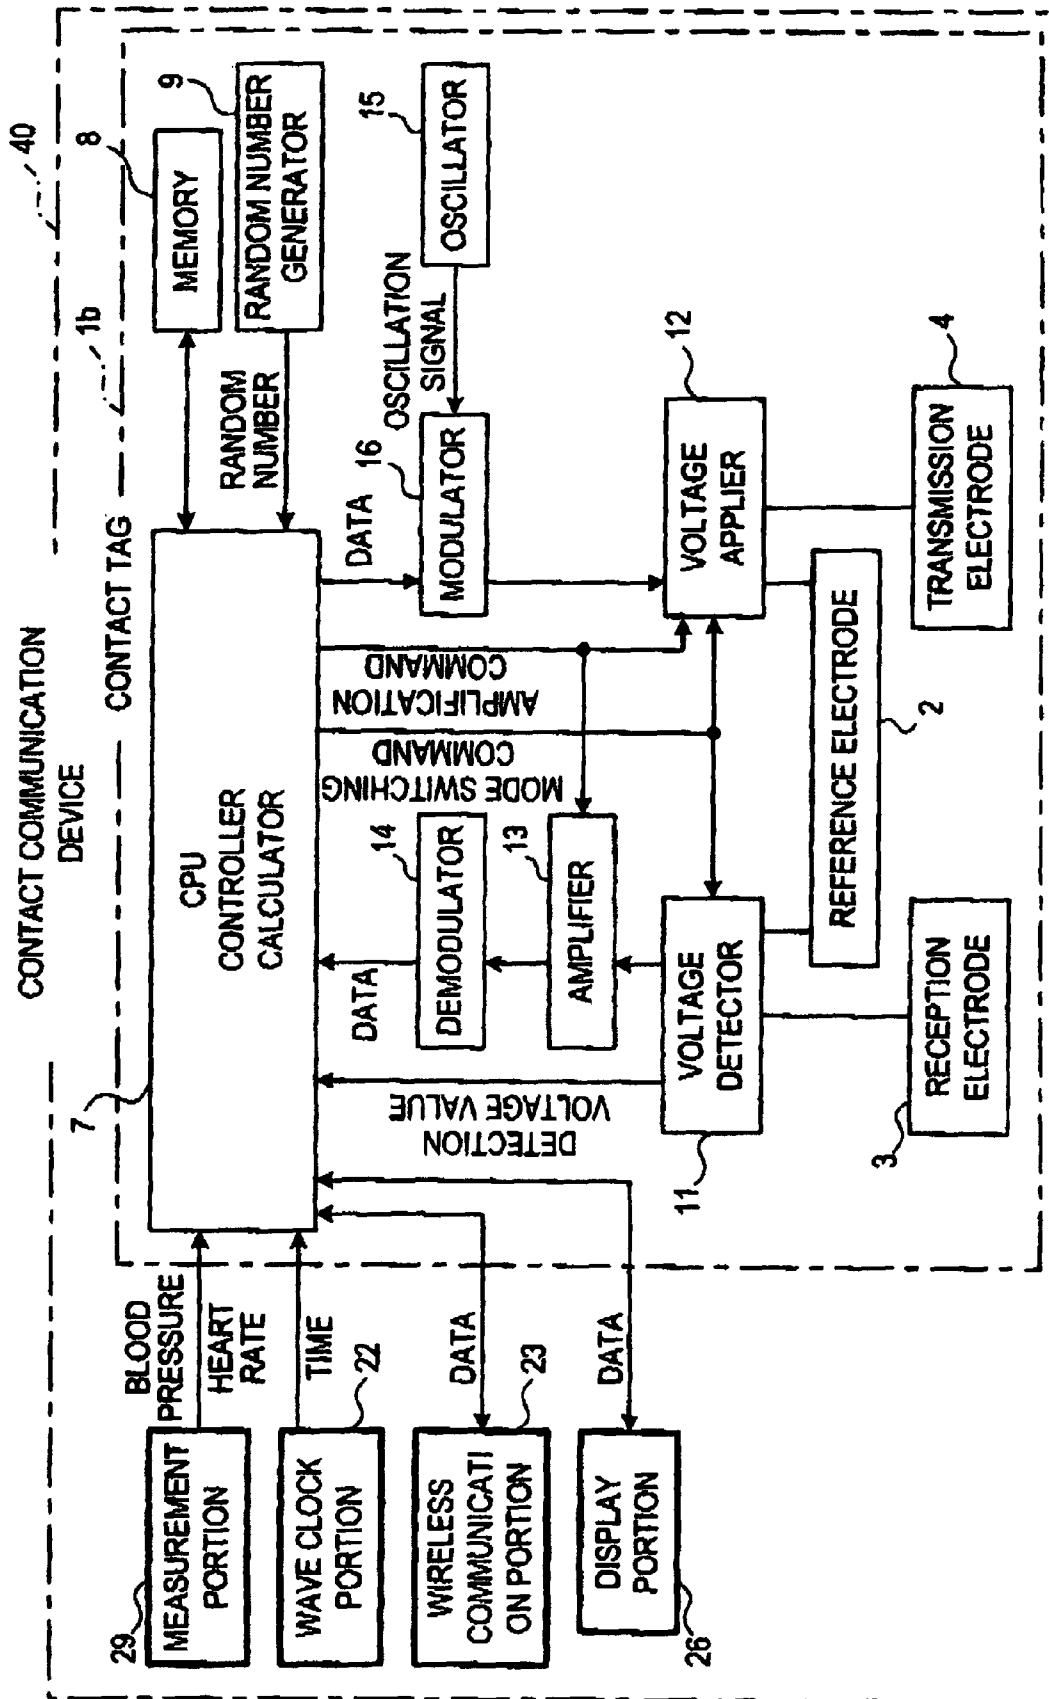 CONTACT COMMUNICATION
DEVICE
40
CONTACT TAG
1b
7
CPU
CONTROLLER
CALCULATOR
8
MEMORY
9
RANDOM NUMBER
GENERATOR
RANDOM
NUMBER
BLOOD
PRESSURE
HEART
RATE
29
MEASUREMENT
PORTION
TIME
22
WAVE CLOCK
PORTION
DATA
23
WIRELESS
COMMUNICATI
ON PORTION
DATA
26
DISPLAY
PORTION
DETECTION
VOLTAGE VALUE
DATA
14
DEMODULATOR
13
AMPLIFIER
MODE SWITCHING
COMMAND
AMPLIFICATION
COMMAND
DATA
16
MODULATOR
OSCILLATION
SIGNAL
15
OSCILLATOR
11
VOLTAGE
DETECTOR
12
VOLTAGE
APPLIER
REFERENCE ELECTRODE
2
3
RECEPTION
ELECTRODE
4
TRANSMISSION
ELECTRODE